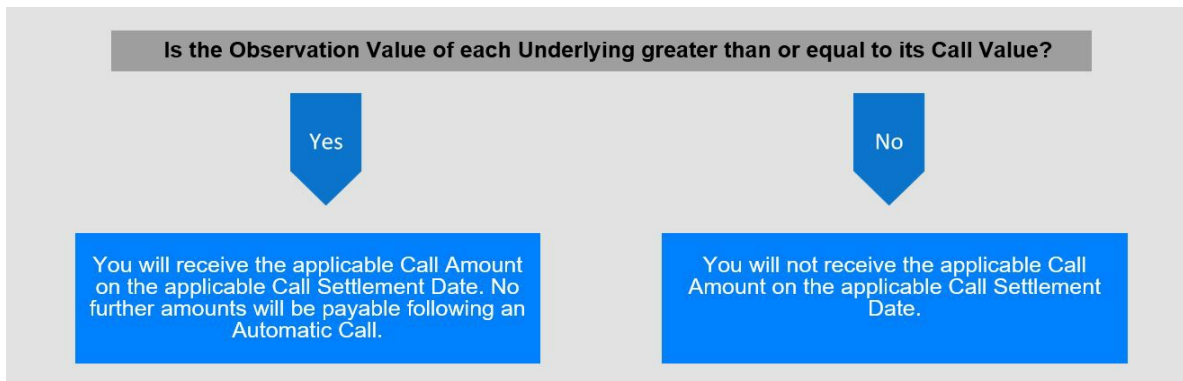 Is the Observation Value of each Underlying greater than or equal to its Call Value?
Yes
No
You will receive the applicable Call Amount
on the applicable Call Settlement Date. No
further amounts will be payable following an
Automatic Call.
You will not receive the applicable Call
Amount on the applicable Call Settlement
Date.